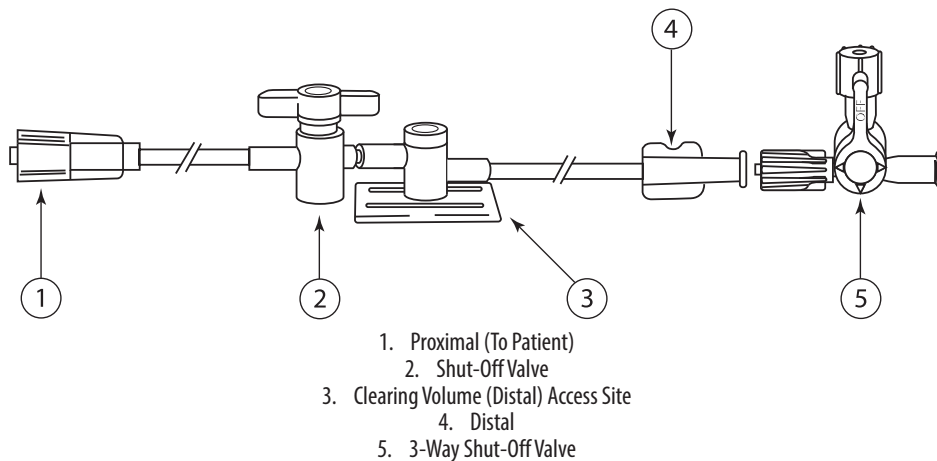 4
OFF
1
2
3
5
1. Proximal (To Patient)
2. Shut-Off Valve
3. Clearing Volume (Distal) Access Site
4. Distal
5. 3-Way Shut-Off Valve